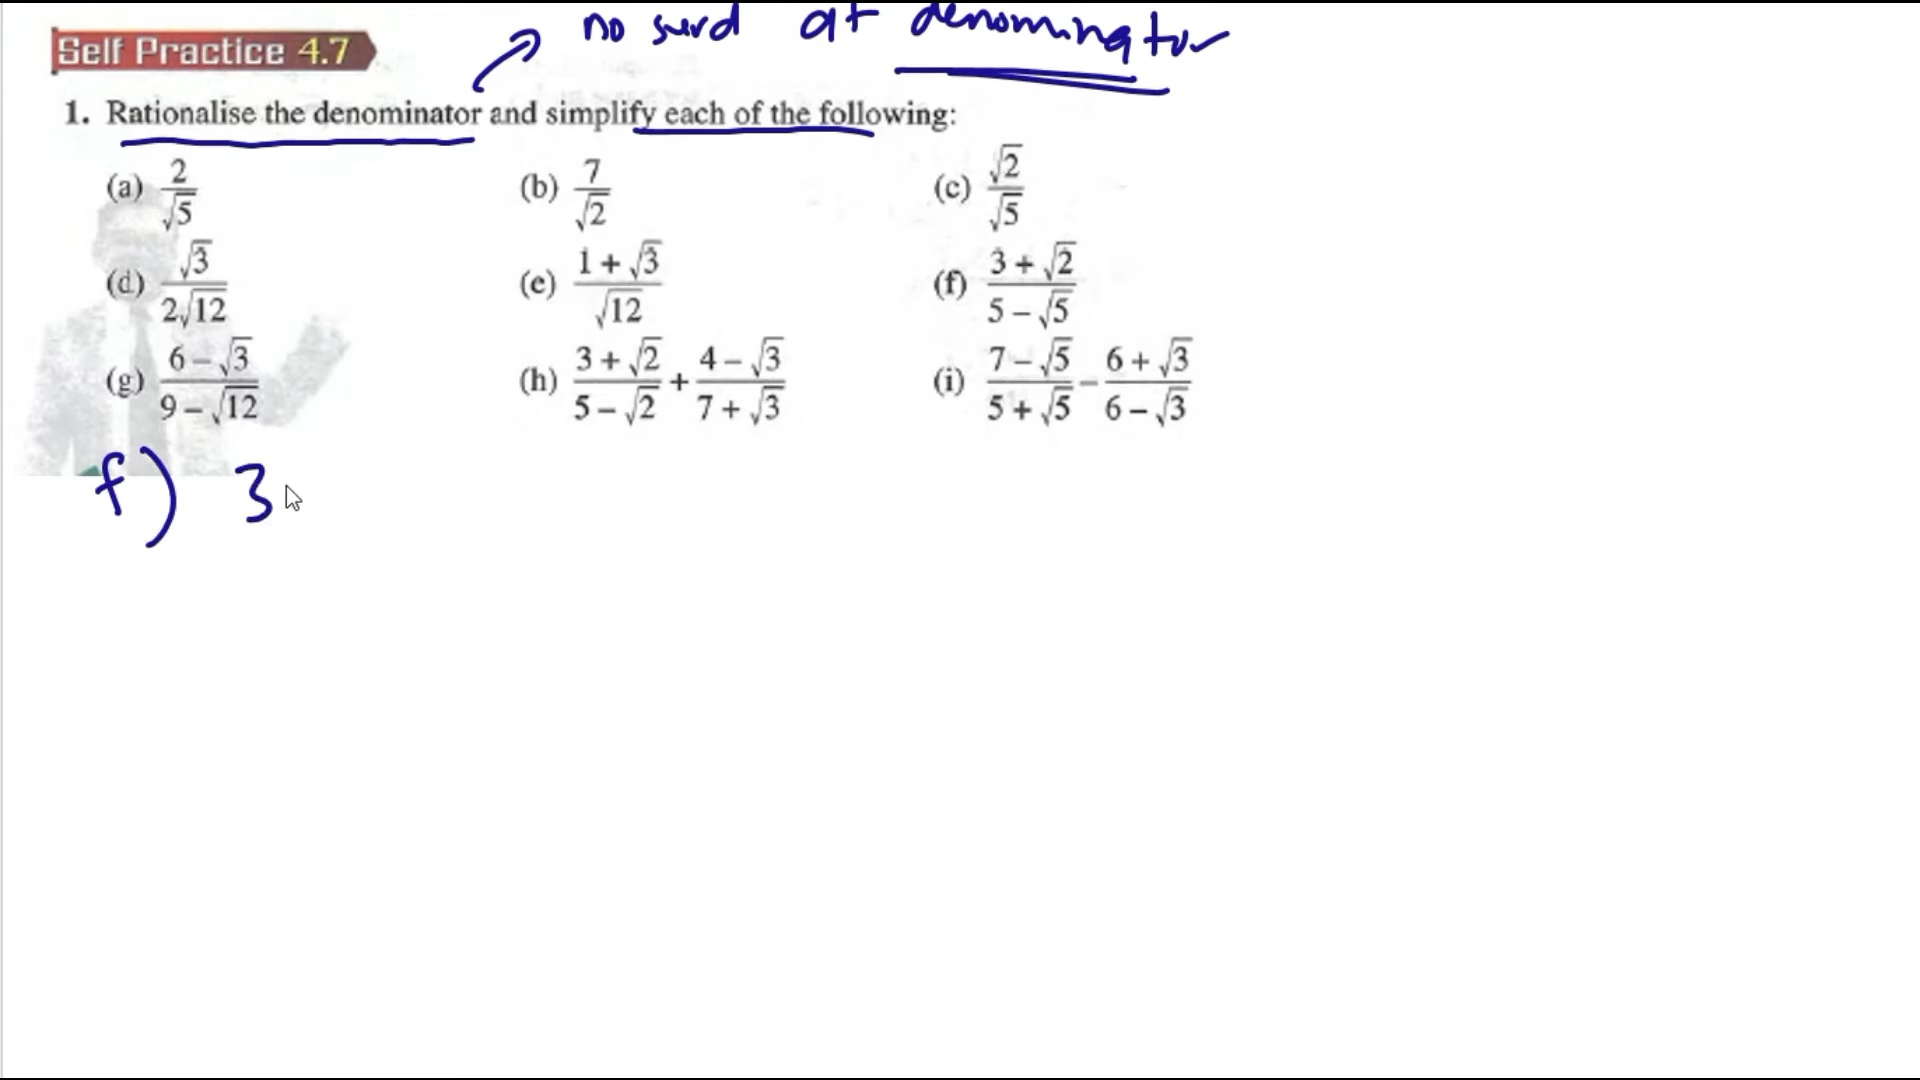 no surd at denominator
Self Practice 4.7
1. Rationalise the denominator and simplify each of the following:
(a) 2/√5 (b) 7/√2 (c) √2/√5
(d) √3/2√12 (e) 1 + √3/√12 (f) 3 + √2/5 – √5
(g) 6 – √3/9 – √12 (h) 3 + √2/5 – √2 + 4 – √3/7 + √3 (i) 7 – √5/5 + √5 – 6 + √3/6 – √3
f) 3